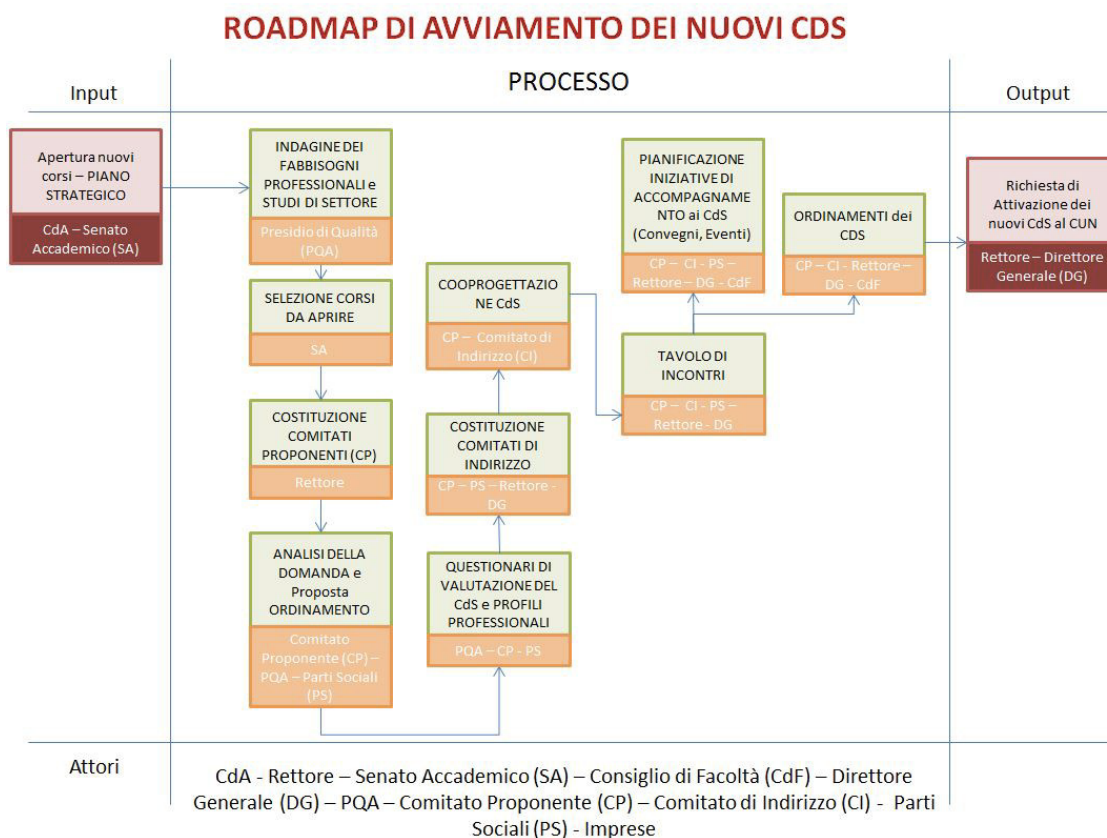 ROADMAP DI AVVIAMENTO DEI NUOVI CDS
Input
PROCESSO
Output
Apertura nuovi
corsi – PIANO
STRATEGICO
CdA – Senato
Accademico (SA)
INDAGINE DEI
FABBISOGNI
PROFESSIONALI e
STUDI DI SETTORE
Presidio di Qualità
(PQA)
SELEZIONE CORSI
DA APRIRE
SA
COSTITUZIONE
COMITATI
PROPONENTI (CP)
Rettore
ANALISI DELLA
DOMANDA e
Proposta
ORDINAMENTO
Comitato
Proponente (CP) –
PQA – Parti Sociali
(PS)
QUESTIONARI DI
VALUTAZIONE DEL
CdS e PROFILI
PROFESSIONALI
PQA – CP - PS
COSTITUZIONE
COMITATI DI
INDIRIZZO
CP – PS – Rettore -
DG
COOPROGETTAZIO
NE CdS
CP – Comitato di
Indirizzo (CI)
TAVOLO DI
INCONTRI
CP – CI - PS –
Rettore - DG
PIANIFICAZIONE
INIZIATIVE DI
ACCOMPAGNAME
NTO ai CdS
(Convegni, Eventi)
CP – CI - PS –
Rettore – DG - CdF
ORDINAMENTI dei
CDS
CP – CI - Rettore –
DG - CdF
Richiesta di
Attivazione dei
nuovi CdS al CUN
Rettore – Direttore
Generale (DG)
Attori
CdA - Rettore – Senato Accademico (SA) – Consiglio di Facoltà (CdF) – Direttore
Generale (DG) – PQA – Comitato Proponente (CP) – Comitato di Indirizzo (CI) - Parti
Sociali (PS) - Imprese